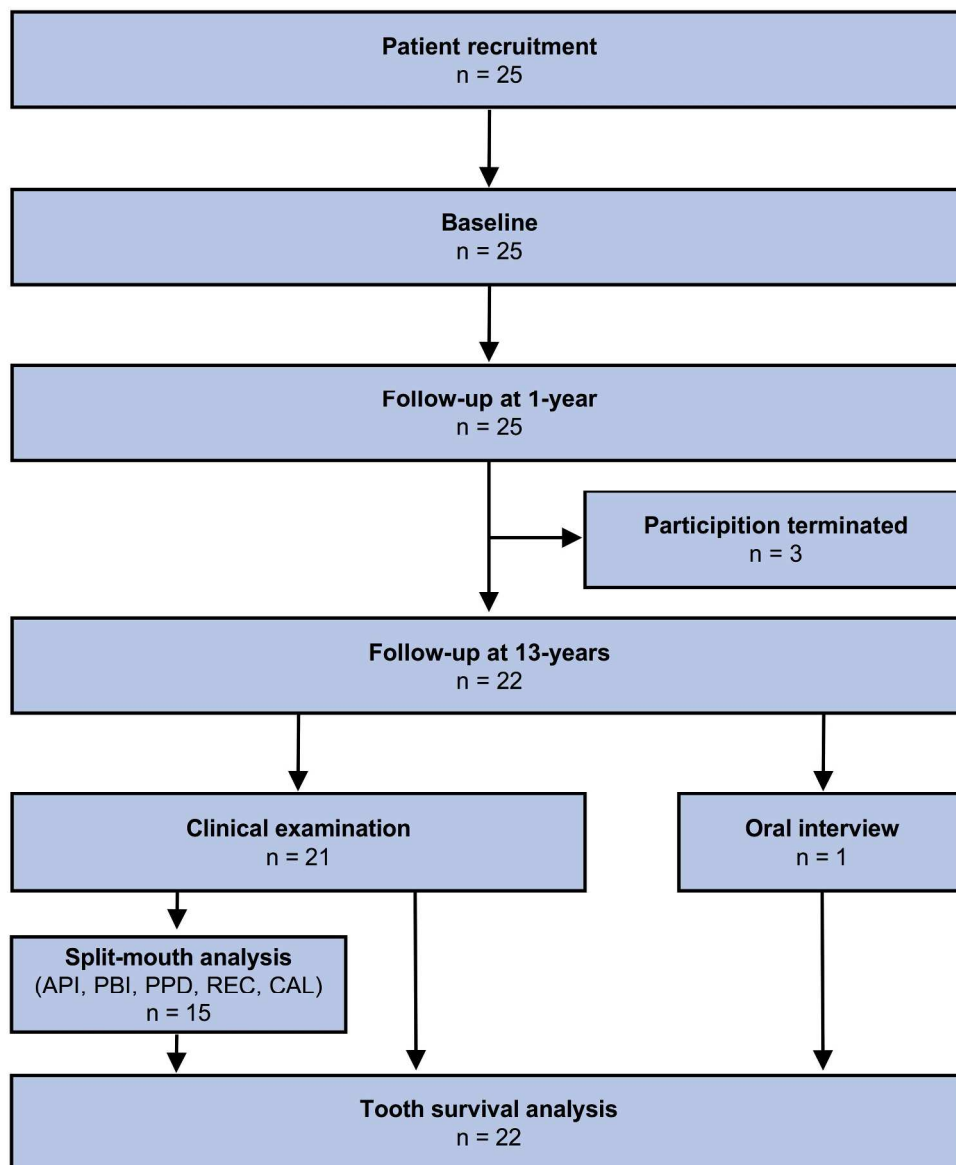 Patient recruitment
n = 25
Baseline
n = 25
Follow-up at 1-year
n = 25
Participition terminated
n = 3
Follow-up at 13-years
n = 22
Clinical examination
n = 21
Oral interview
n = 1
Split-mouth analysis
(API, PBI, PPD, REC, CAL)
n = 15
Tooth survival analysis
n = 22